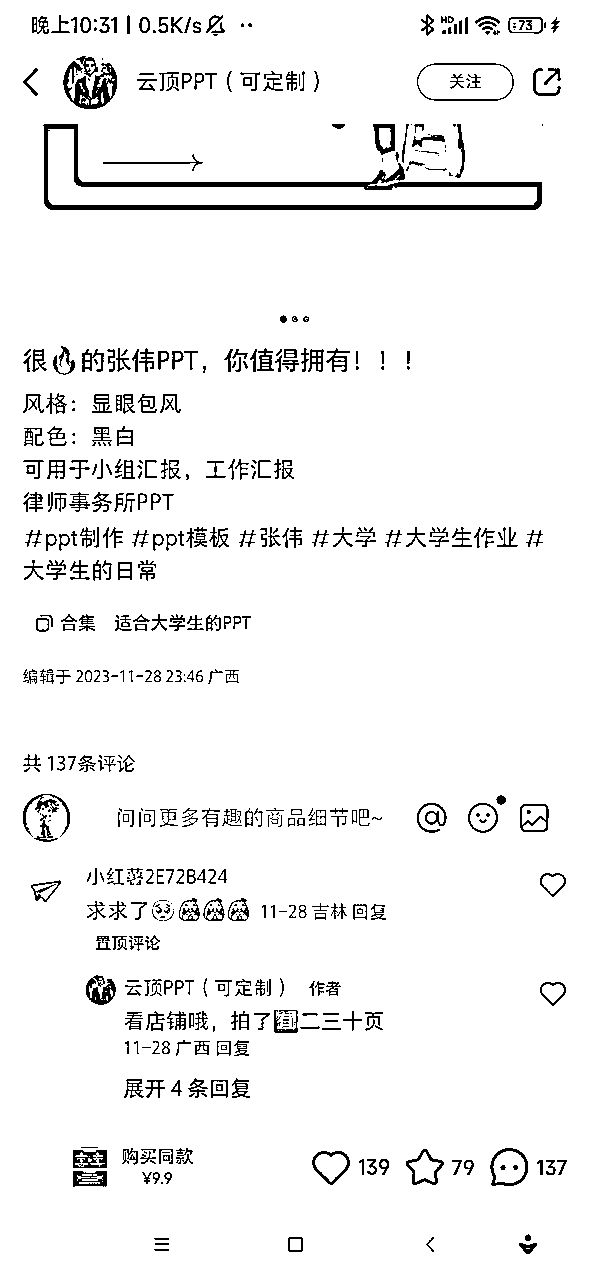 晚上10:31 | 0.5K/s ··
HD 73
云顶PPT（可定制） 关注
很🔥的张伟PPT，你值得拥有！！！
风格：显眼包风
配色：黑白
可用于小组汇报，工作汇报
律师事务所PPT
#ppt制作 #ppt模板 #张伟 #大学 #大学生作业 #
大学生的日常
合集 适合大学生的PPT
编辑于 2023-11-28 23:46 广西
共 137条评论
问问更多有趣的商品细节吧~
小红薯2E72B424
求求了 11-28 吉林 回复
置顶评论
云顶PPT（可定制） 作者
看店铺哦，拍了 二三十页
11-28 广西 回复
展开 4 条回复
购买同款
¥9.9
139 79 137